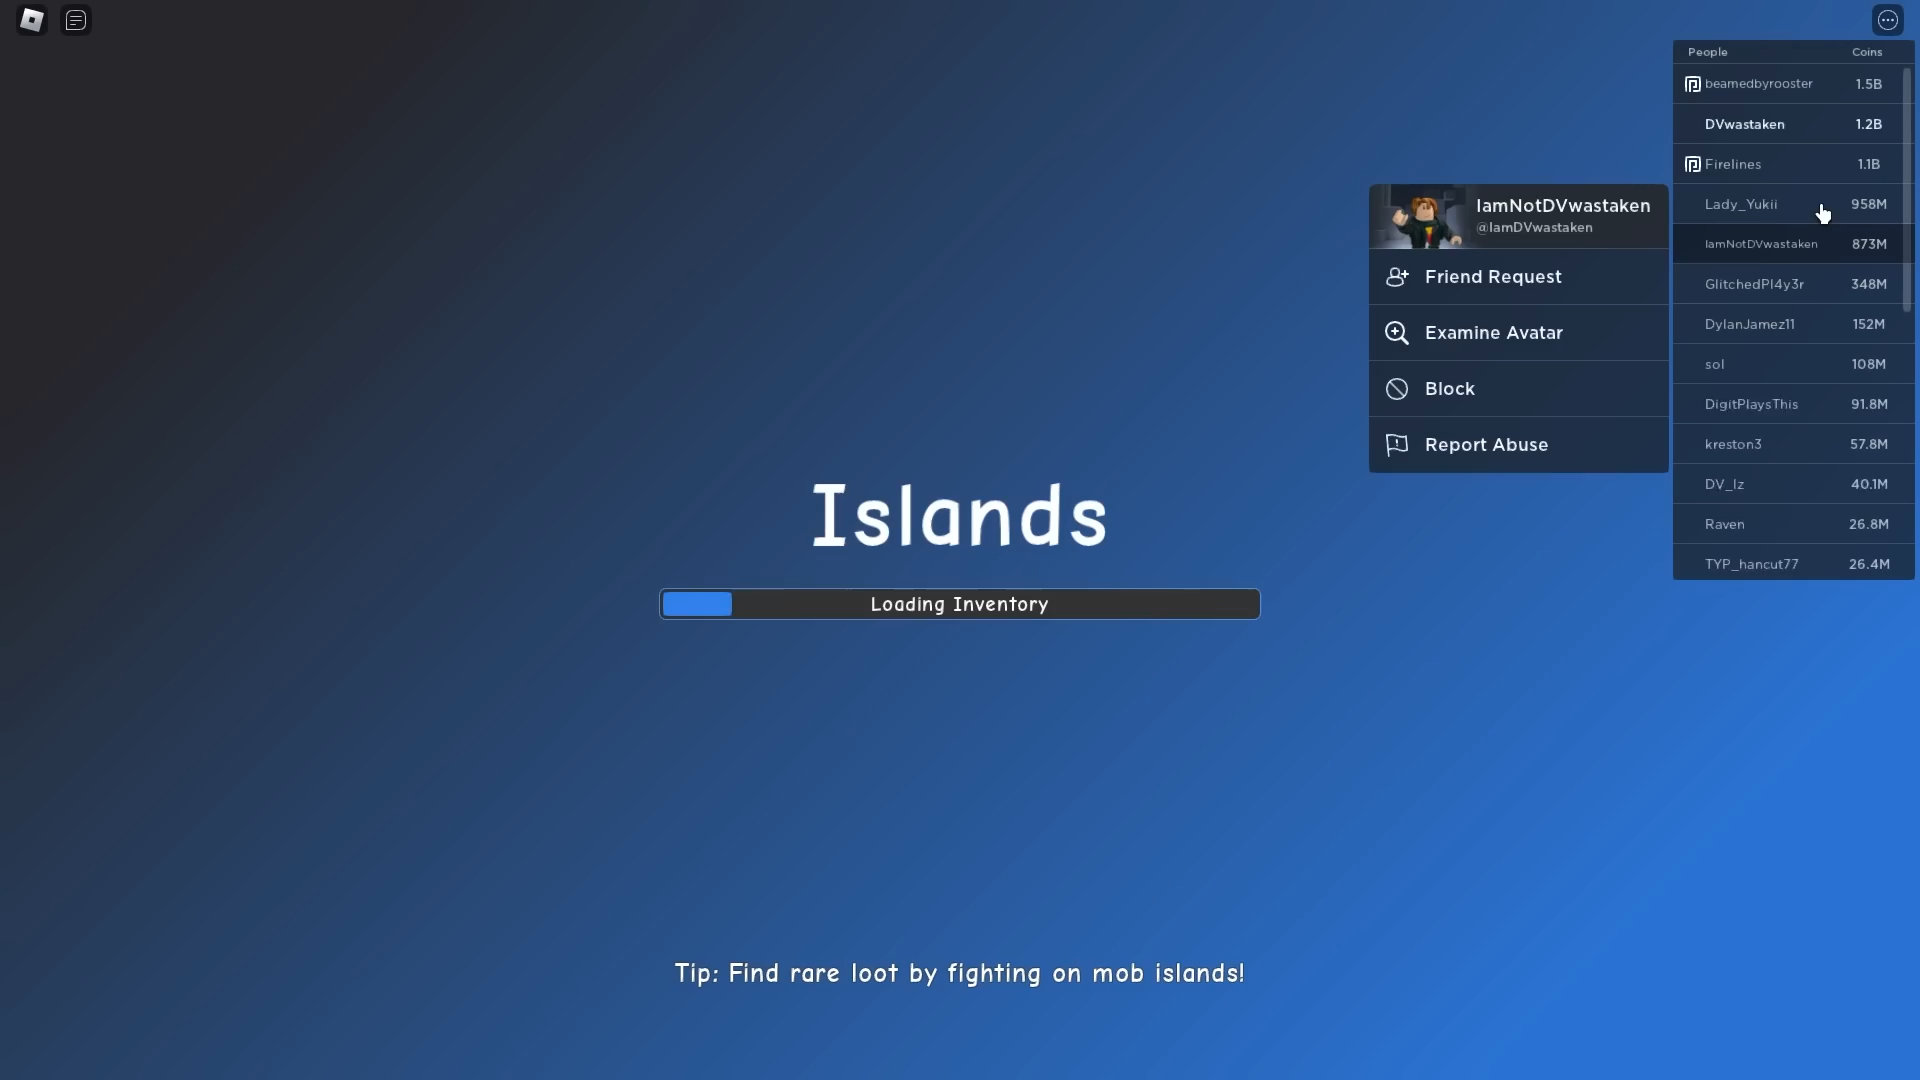 People Coins
beamedbyrooster 1.5B
DVwastaken 1.2B
Firelines 1.1B
Lady_Yukii 958M
IamNotDVwastaken 873M
GlitchedPl4y3r 348M
DylanJamez11 152M
sol 108M
DigitPlaysThis 91.8M
kreston3 57.8M
DV_lz 40.1M
Raven 26.8M
TYP_hancut77 26.4M
IamNotDVwastaken
@IamDVwastaken
Friend Request
Examine Avatar
Block
Report Abuse
Islands
Loading Inventory
Tip: Find rare loot by fighting on mob islands!